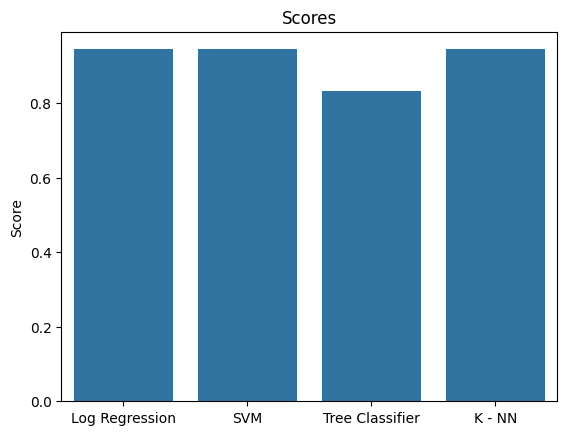 Scores
Score
0.8
0.6
0.4
0.2
0.0
Log Regression
SVM
Tree Classifier
K - NN